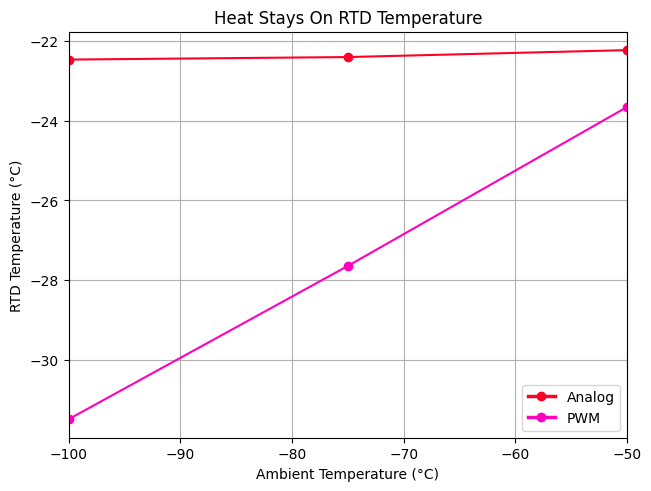 Heat Stays On RTD Temperature
−22
−24
−26
−28
−30
RTD Temperature (°C)
−100
−90
−80
−70
−60
−50
Ambient Temperature (°C)
Analog
PWM